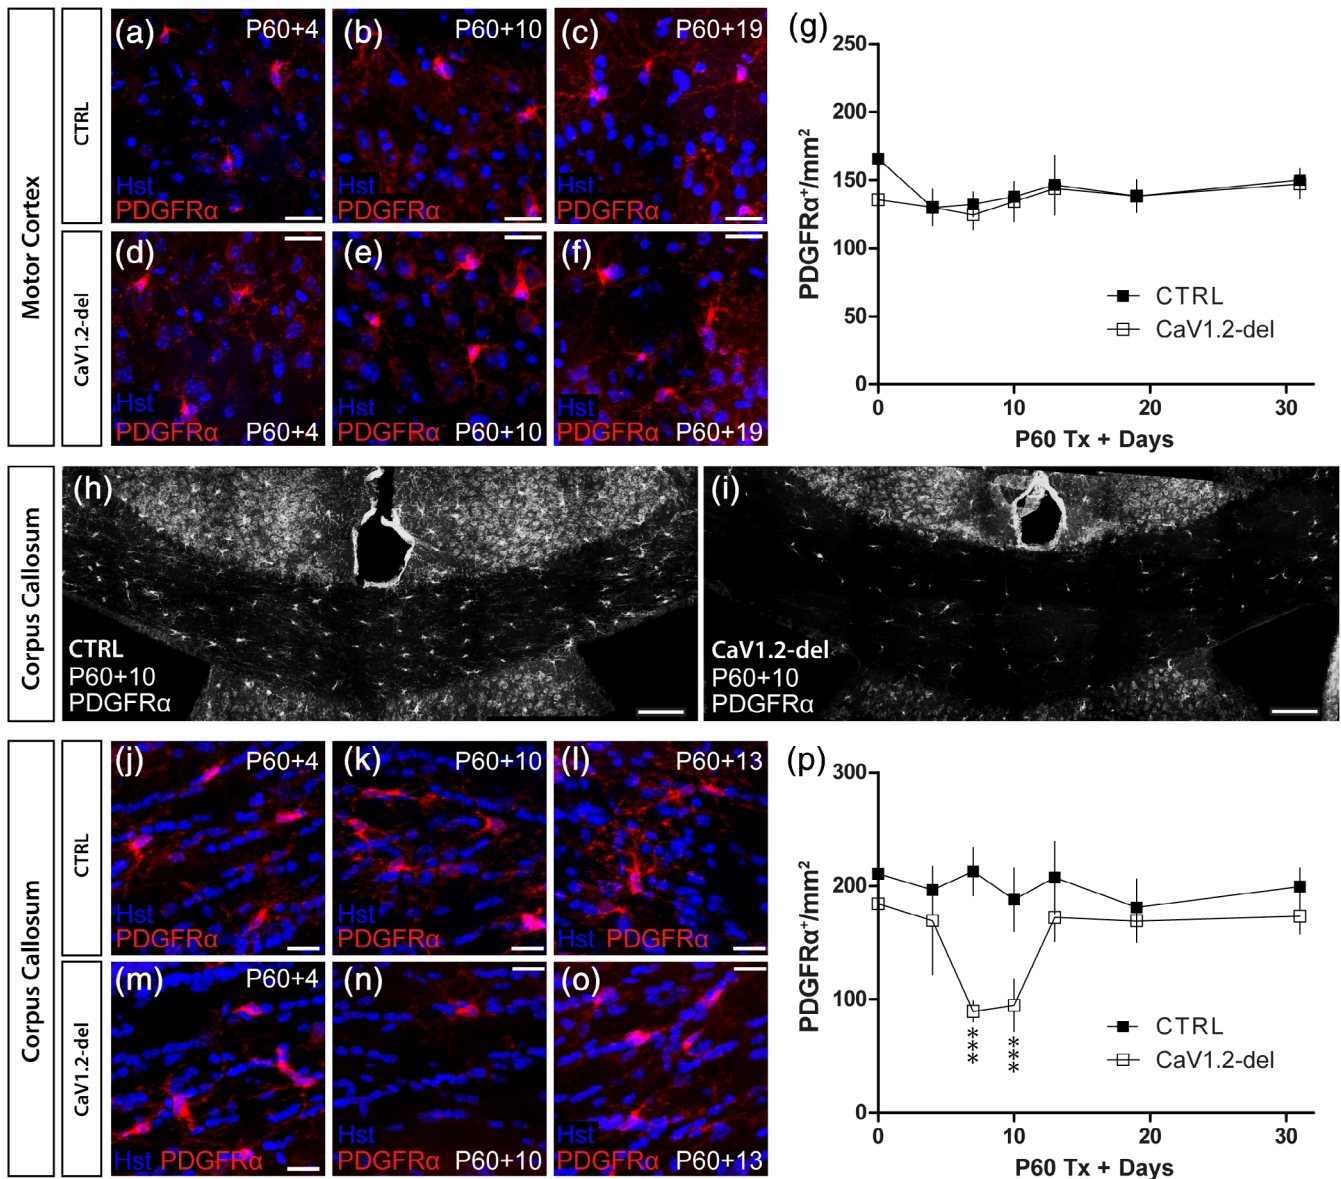 Motor Cortex
CTRL
(a) P60+4
Hst
PDGFRα
(b) P60+10
Hst
PDGFRα
(c) P60+19
Hst
PDGFRα
CaV1.2-del
(d)
Hst
PDGFRα P60+4
(e)
Hst
PDGFRα P60+10
(f)
Hst
PDGFRα P60+19
(g)
PDGFRα⁺/mm²
250
200
150
100
50
0
CTRL
CaV1.2-del
0 10 20 30
P60 Tx + Days
Corpus Callosum
(h)
CTRL
P60+10
PDGFRα
(i)
CaV1.2-del
P60+10
PDGFRα
Corpus Callosum
CTRL
(j) P60+4
Hst
PDGFRα
(k) P60+10
Hst
PDGFRα
(l) P60+13
Hst PDGFRα
CaV1.2-del
(m) P60+4
Hst PDGFRα
(n)
Hst
PDGFRα P60+10
(o)
Hst
PDGFRα P60+13
(p)
PDGFRα⁺/mm²
300
200
100
0
***
***
CTRL
CaV1.2-del
0 10 20 30
P60 Tx + Days